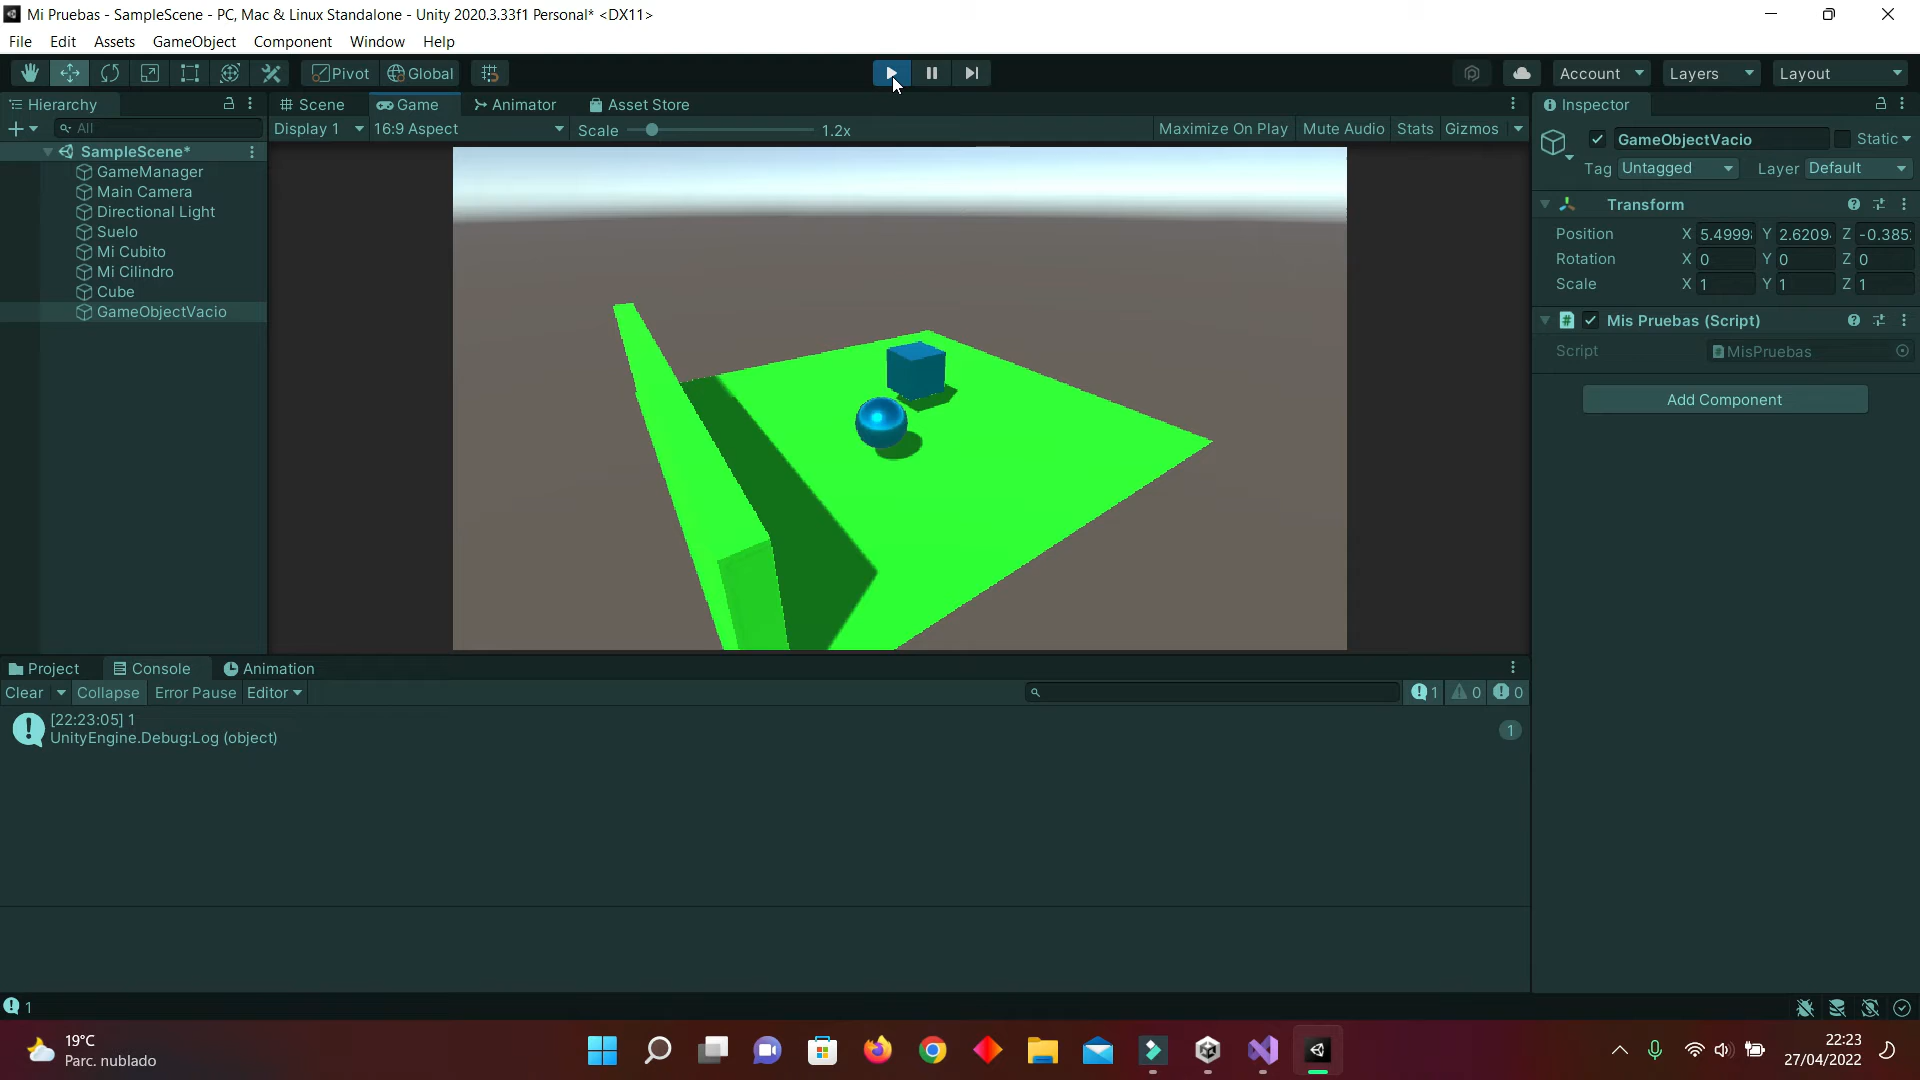 Mi Pruebas - SampleScene - PC, Mac & Linux Standalone - Unity 2020.3.33f1 Personal* <DX11>
File Edit Assets GameObject Component Window Help
Pivot Global Account Layers Layout
Hierarchy Scene Game Animator Asset Store Inspector
All Display 1 16:9 Aspect Scale 1.2x Maximize On Play Mute Audio Stats Gizmos
GameObjectVacio Static
SampleScene*
Tag Untagged Layer Default
GameManager
Main Camera
Directional Light
Suelo
Mi Cubito
Mi Cilindro
Cube
GameObjectVacio
Transform
Position X 5.4999 Y 2.6209 Z -0.385
Rotation X 0 Y 0 Z 0
Scale X 1 Y 1 Z 1
Mis Pruebas (Script)
Script MisPruebas
Add Component
Project Console Animation
Clear Collapse Error Pause Editor 1 0 0
[22:23:05] 1
UnityEngine.Debug:Log (object)
1
1
19°C
Parc. nublado
22:23
27/04/2022